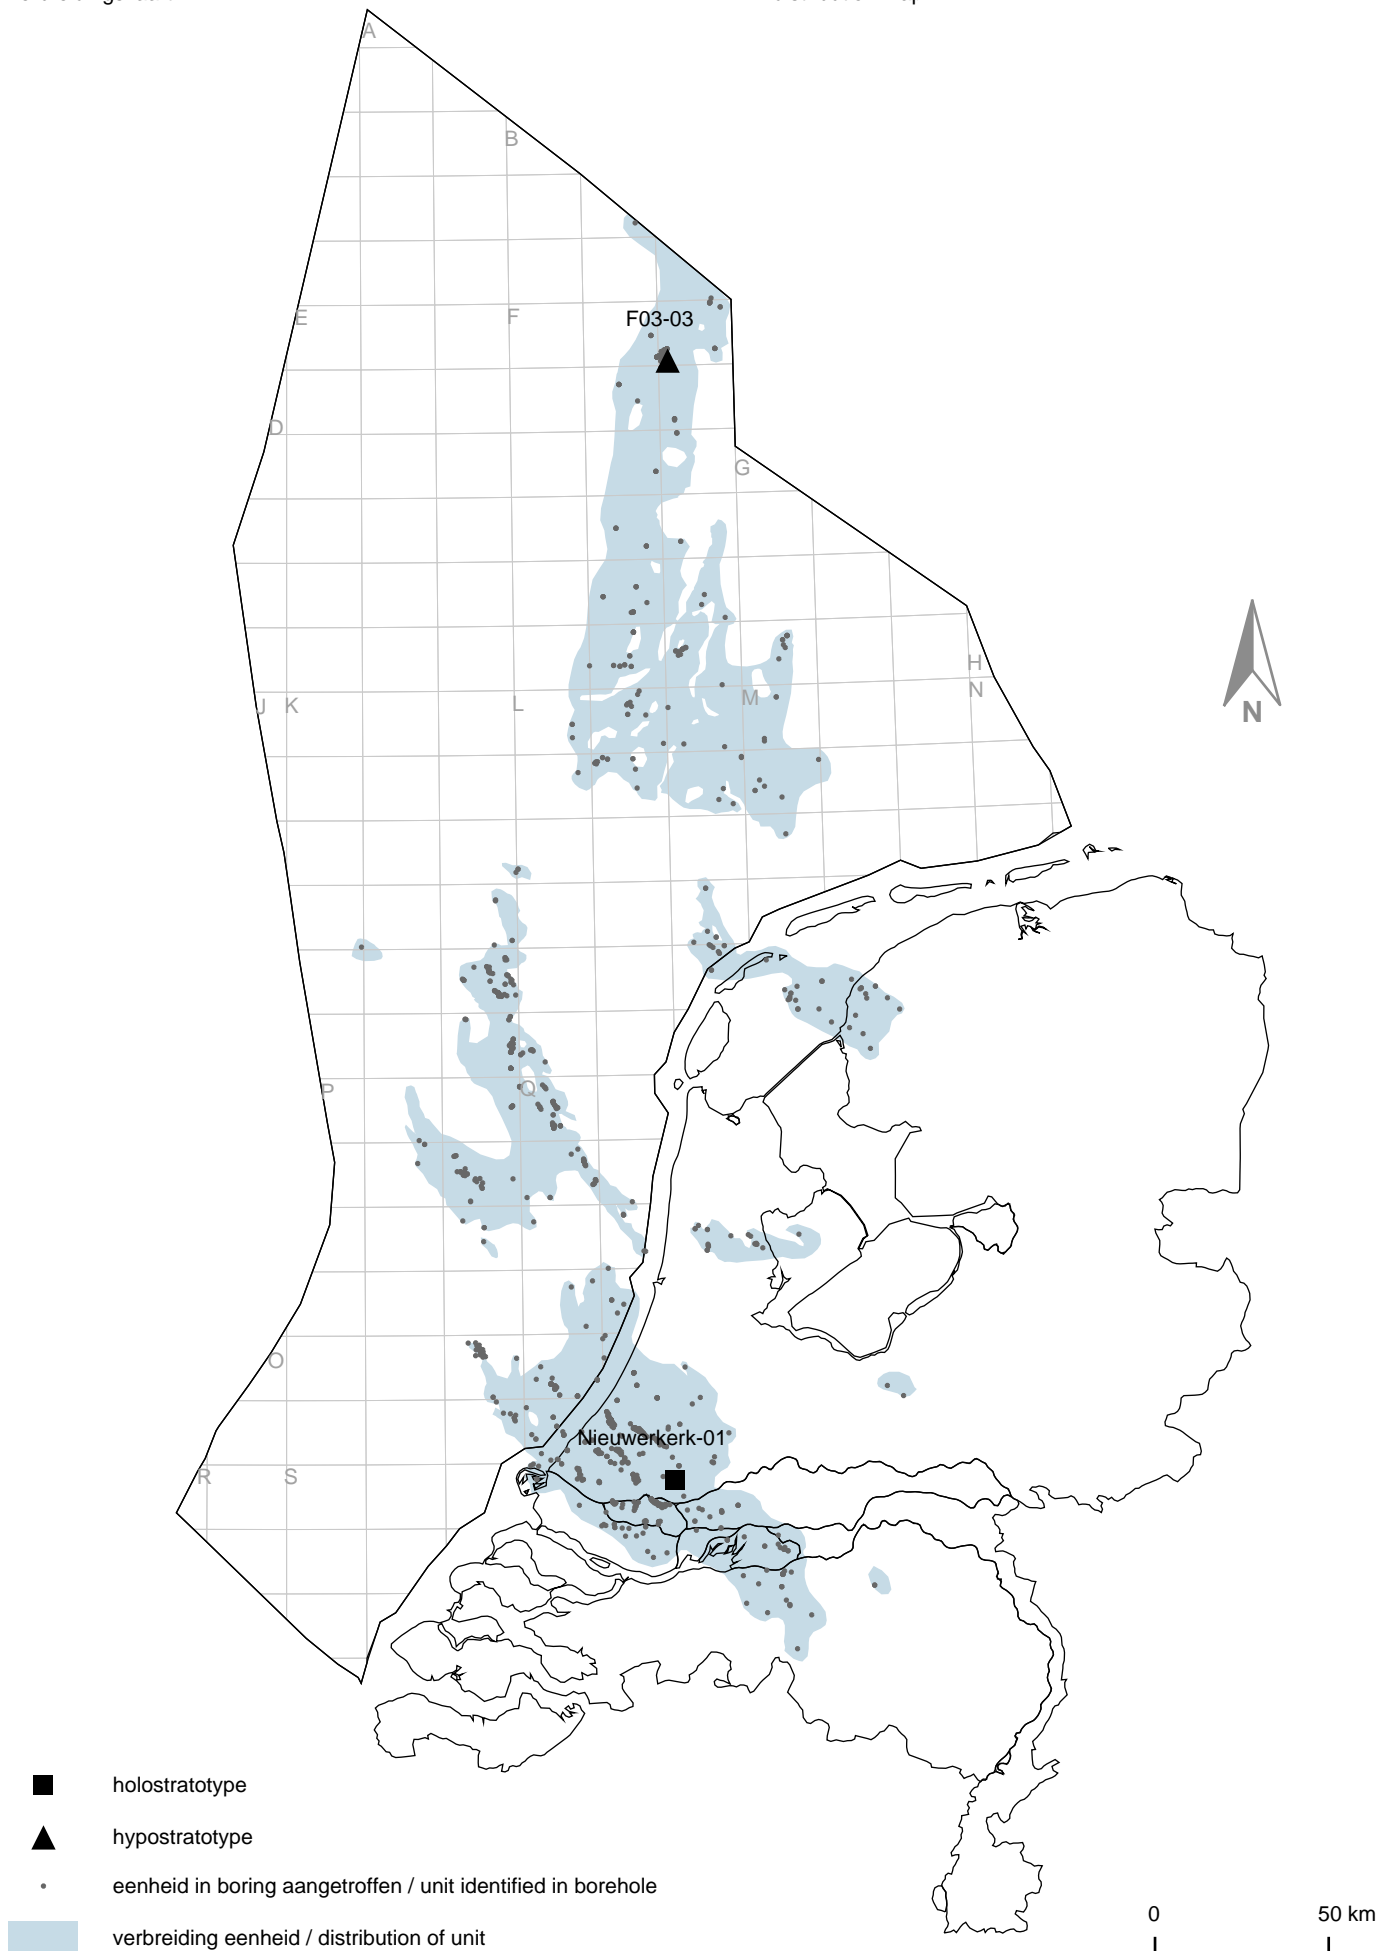 A
B
E
F
F03-03
D
G
H
N
J
K
L
M
N
P
Q
O
Nieuwerkerk-01
R
S
holostratotype
hypostratotype
eenheid in boring aangetroffen / unit identified in borehole
0
50 km
verbreiding eenheid / distribution of unit